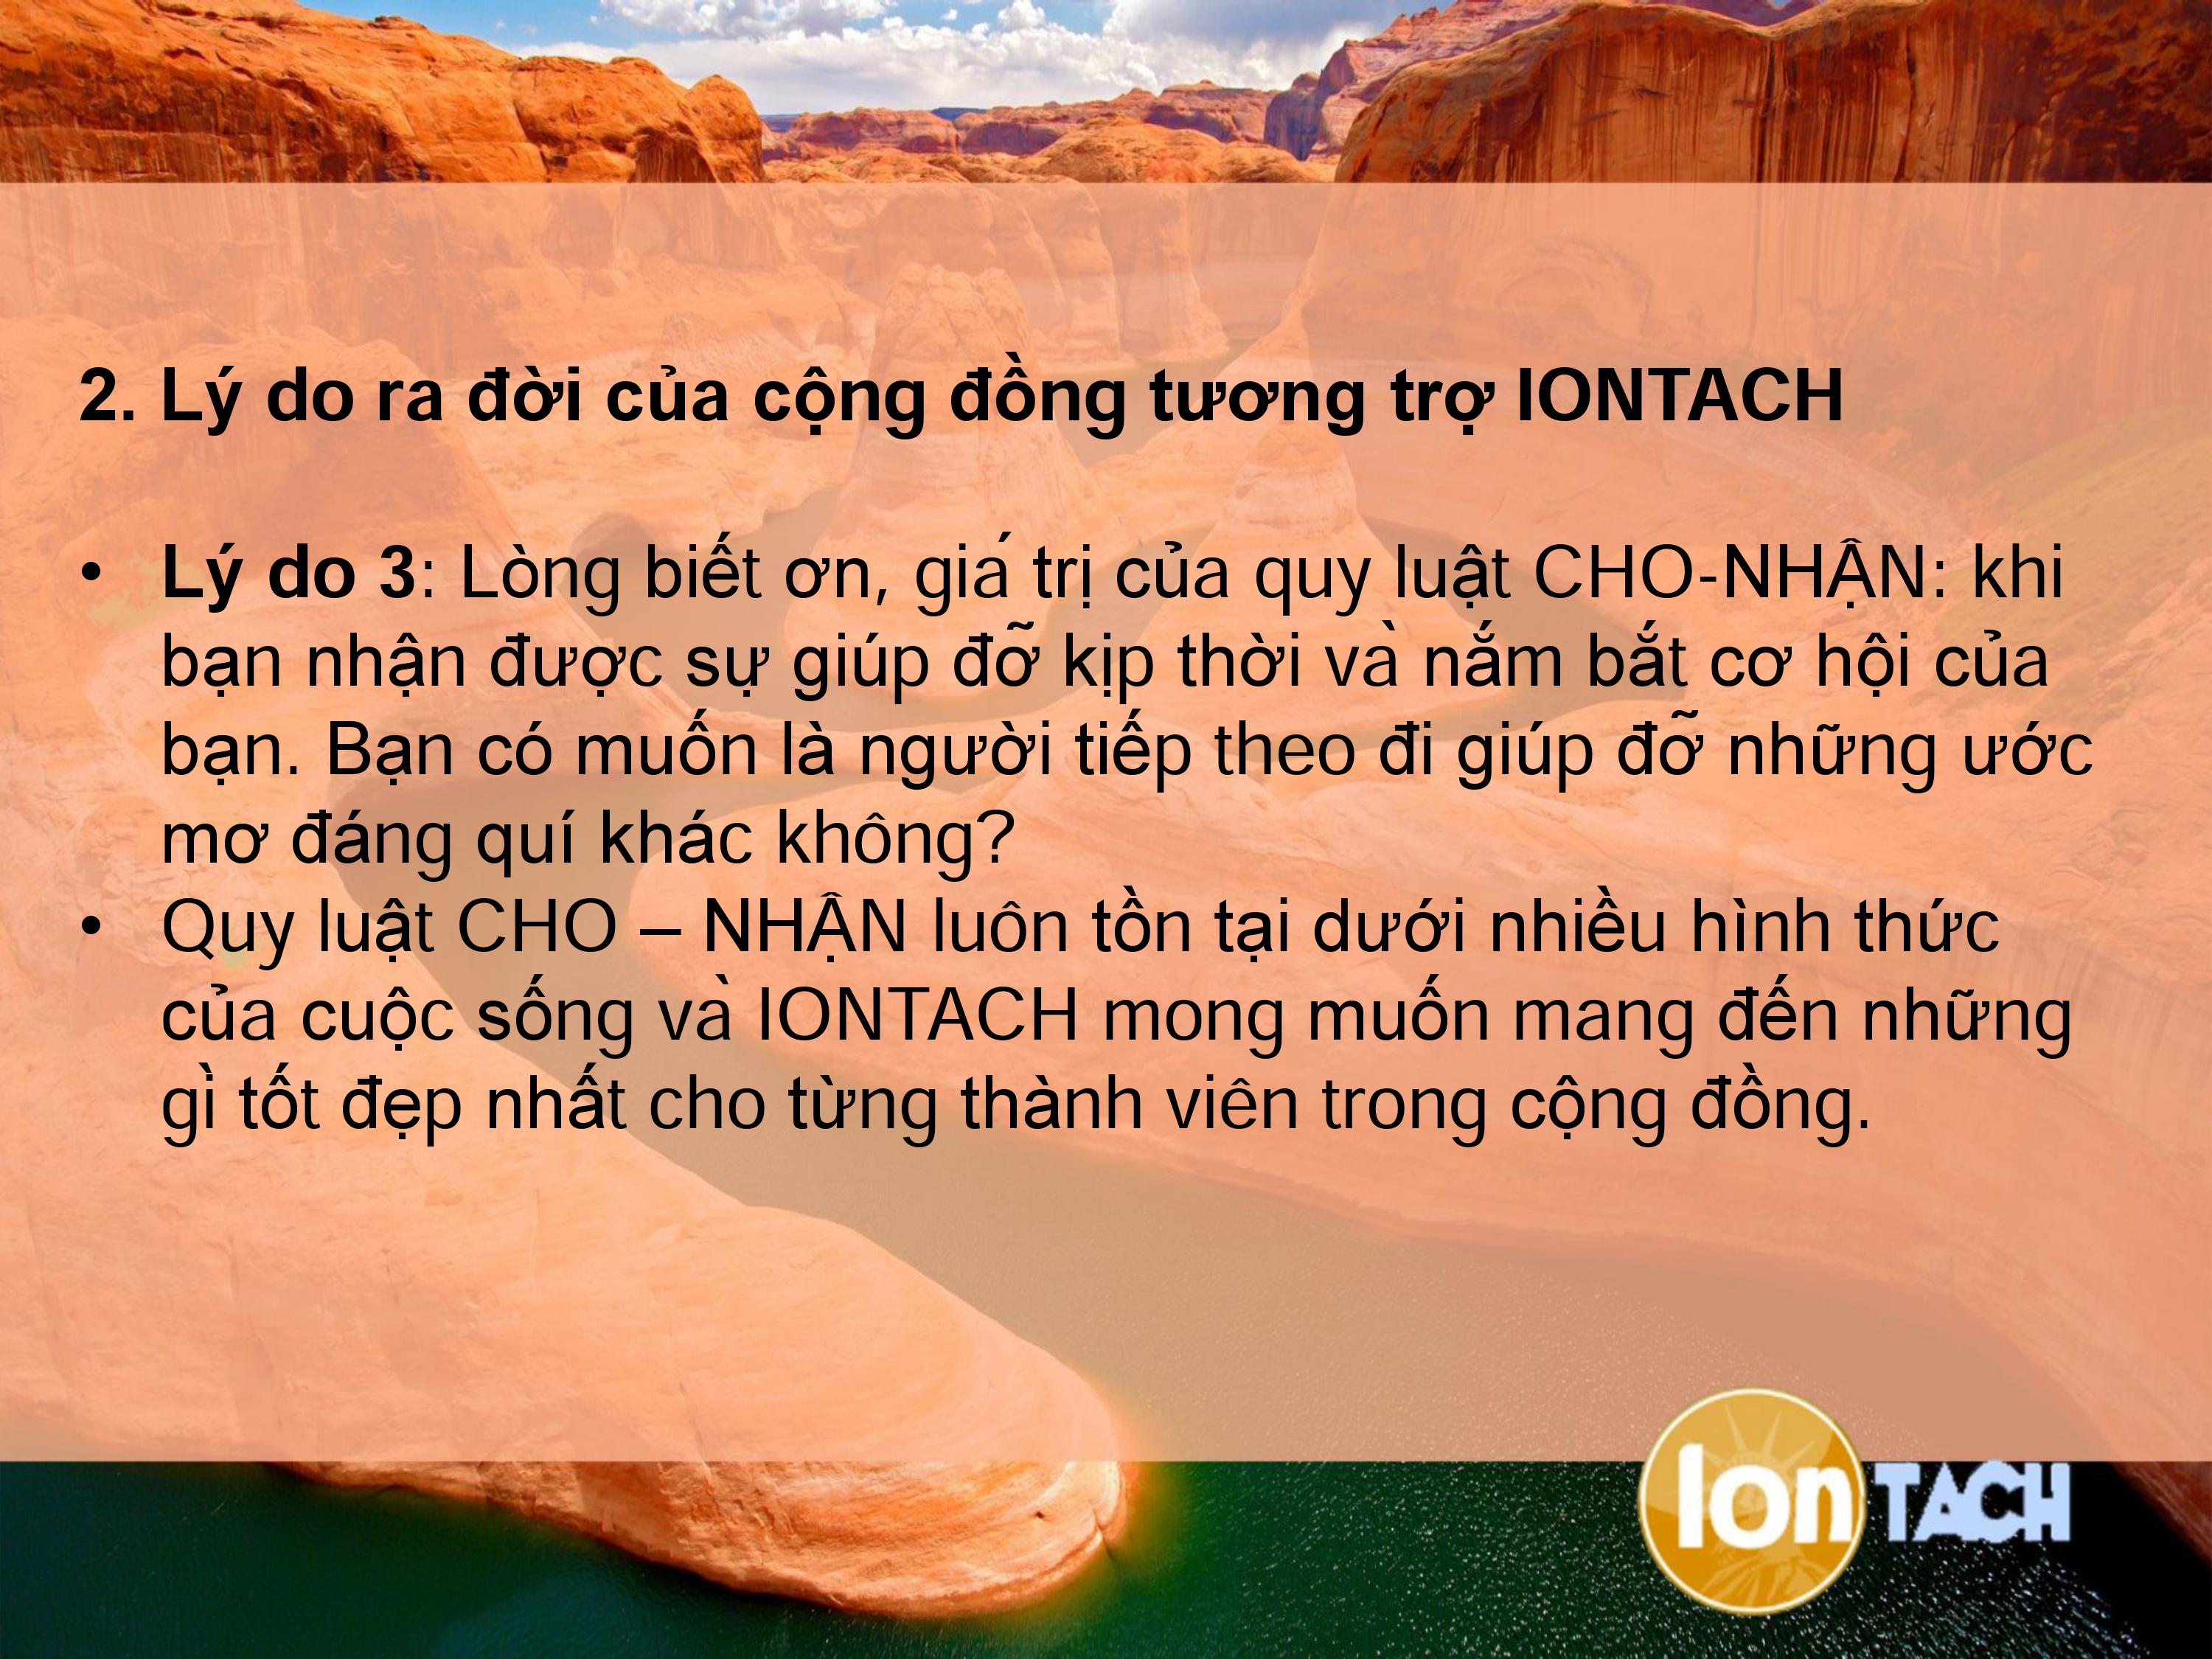 2. Lý do ra đời của cộng đồng tương trợ IONTACH
• Lý do 3: Lòng biết ơn, giá trị của quy luật CHO-NHẬN: khi
bạn nhận được sự giúp đỡ kịp thời và nắm bắt cơ hội của
bạn. Bạn có muốn là người tiếp theo đi giúp đỡ những ước
mơ đáng quí khác không?
• Quy luật CHO – NHẬN luôn tồn tại dưới nhiều hình thức
của cuộc sống và IONTACH mong muốn mang đến những
gì tốt đẹp nhất cho từng thành viên trong cộng đồng.
Ion TACH